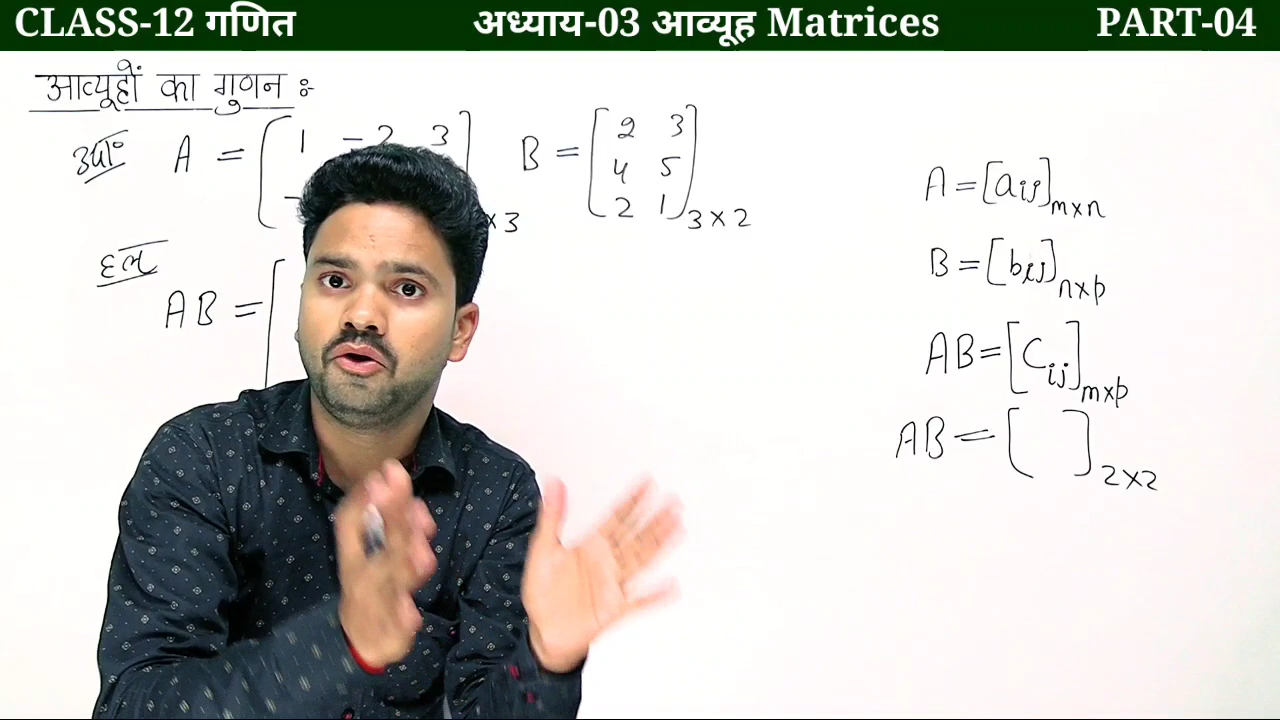 CLASS-12 गणित अध्याय-03 आव्यूह Matrices PART-04
आव्यूहों का गुणन :-
उदा० A = [ 1 -2 3 ×3 B = [ 2 3
4 5
2 1 ] 3×2
हल
AB = [
A = [aij] m×n
B = [bij] n×p
AB = [Cij] m×p
AB = [ ] 2×2